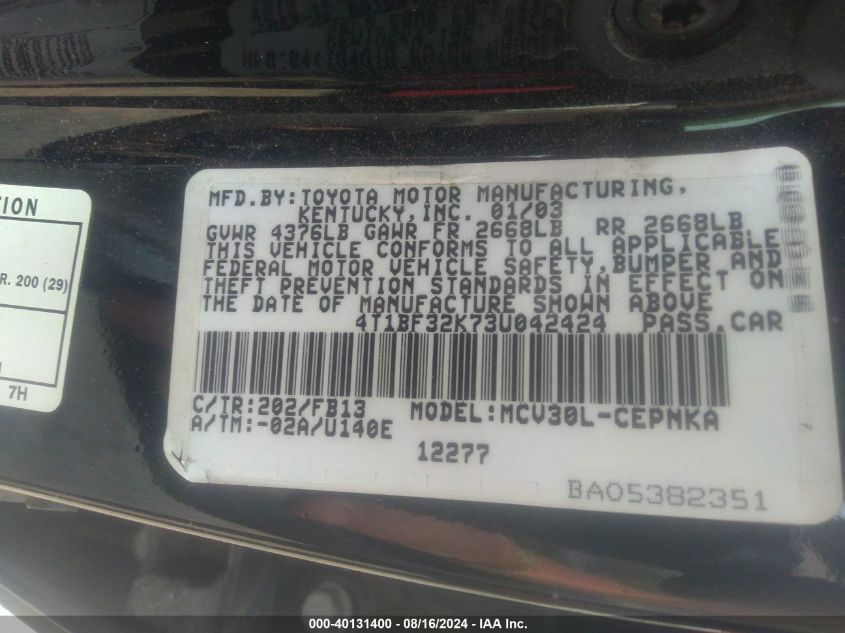 TION
R. 200 (29)
7H
MFD.BY:TOYOTA MOTOR MANUFACTURING,
KENTUCKY,INC. 01/03
GVWR 4376LB GAWR FR 2668LB RR 2668LB
THIS VEHICLE CONFORMS TO ALL APPLICABLE
FEDERAL MOTOR VEHICLE SAFETY,BUMPER AND
THEFT PREVENTION STANDARDS IN EFFECT ON
THE DATE OF MANUFACTURE SHOWN ABOVE
4T1BF32K73U042424 PASS.CAR
C/TR:202/FB13 MODEL:MCV30L-CEPNKA
A/TM:-02A/U140E
12277
BA05382351
000-40131400 - 08/16/2024 - IAA Inc.